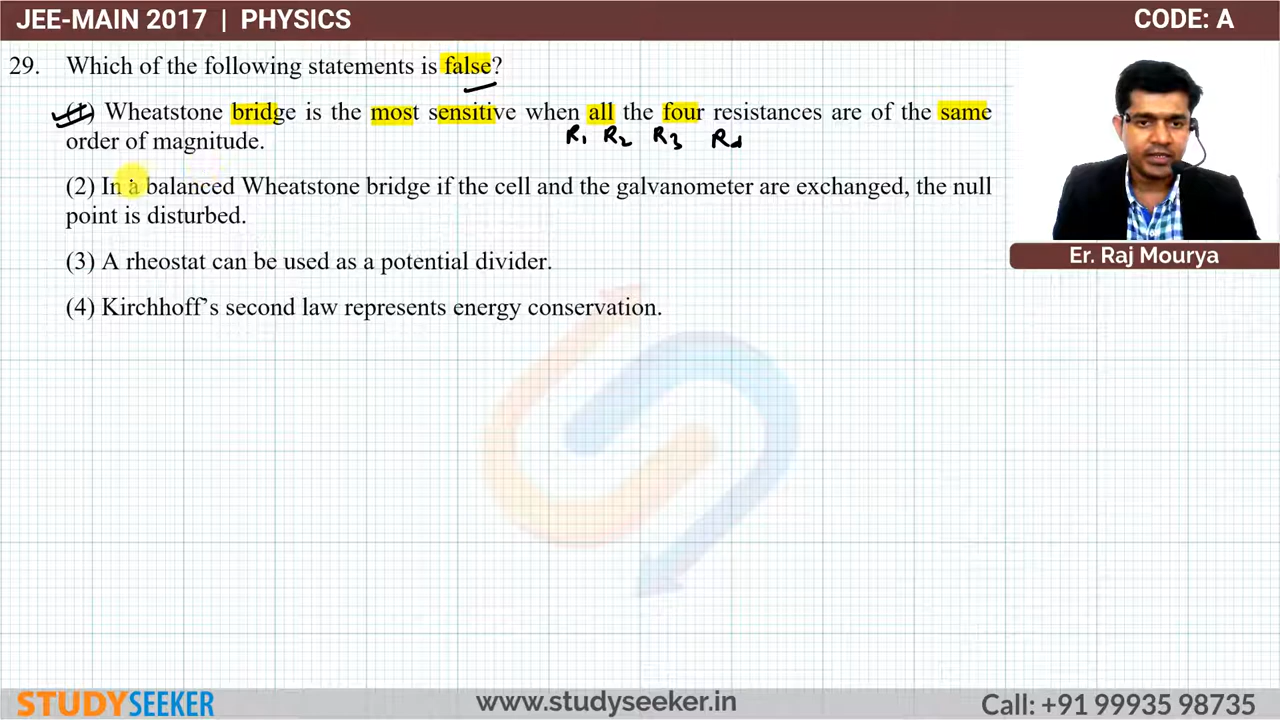 JEE-MAIN 2017 | PHYSICS
CODE: A
29. Which of the following statements is false?
(1) Wheatstone bridge is the most sensitive when all the four resistances are of the same
order of magnitude.
R1 R2 R3 R4
(2) In a balanced Wheatstone bridge if the cell and the galvanometer are exchanged, the null
point is disturbed.
(3) A rheostat can be used as a potential divider.
(4) Kirchhoff's second law represents energy conservation.
Er. Raj Mourya
STUDYSEEKER
www.studyseeker.in
Call: +91 99935 98735